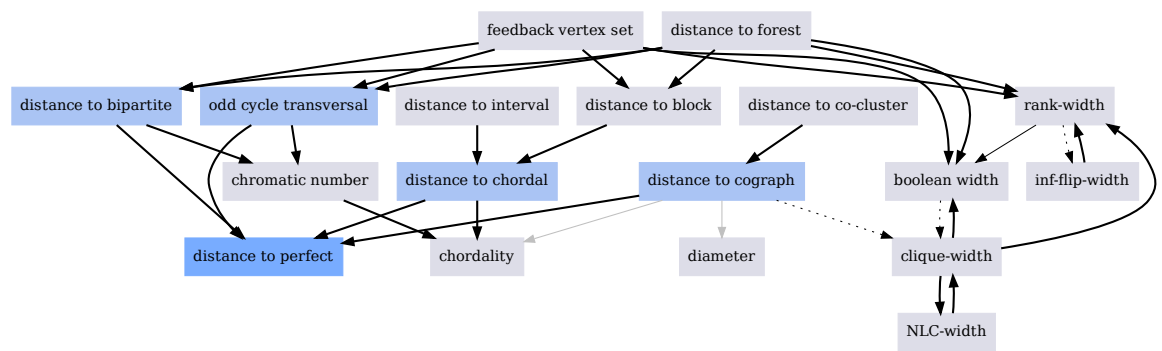 feedback vertex set
distance to forest
distance to bipartite
odd cycle transversal
distance to interval
distance to block
distance to co-cluster
rank-width
chromatic number
distance to chordal
distance to cograph
boolean width
inf-flip-width
distance to perfect
chordality
diameter
clique-width
NLC-width